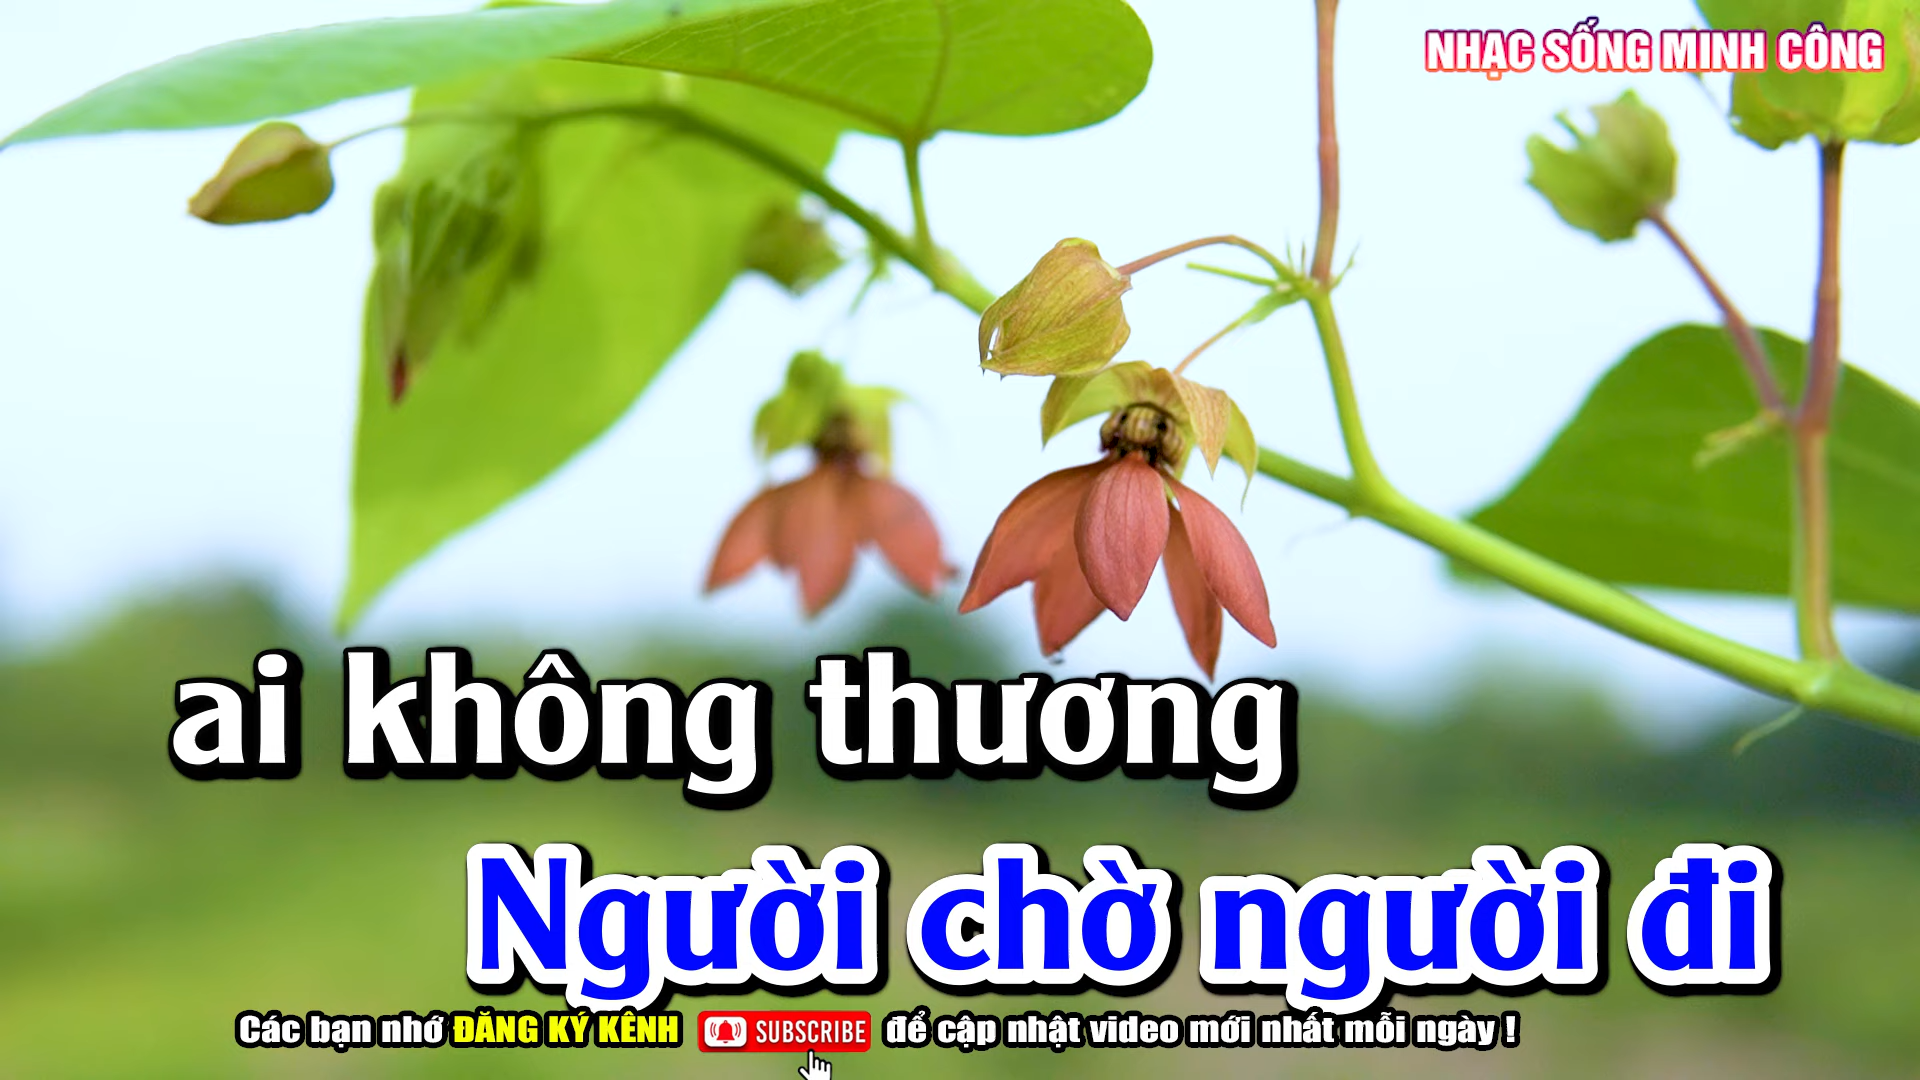 NHẠC SỐNG MINH CÔNG
ai không thương
Người chờ người đi
Các bạn nhớ ĐĂNG KÝ KÊNH SUBSCRIBE để cập nhật video mới nhất mỗi ngày !